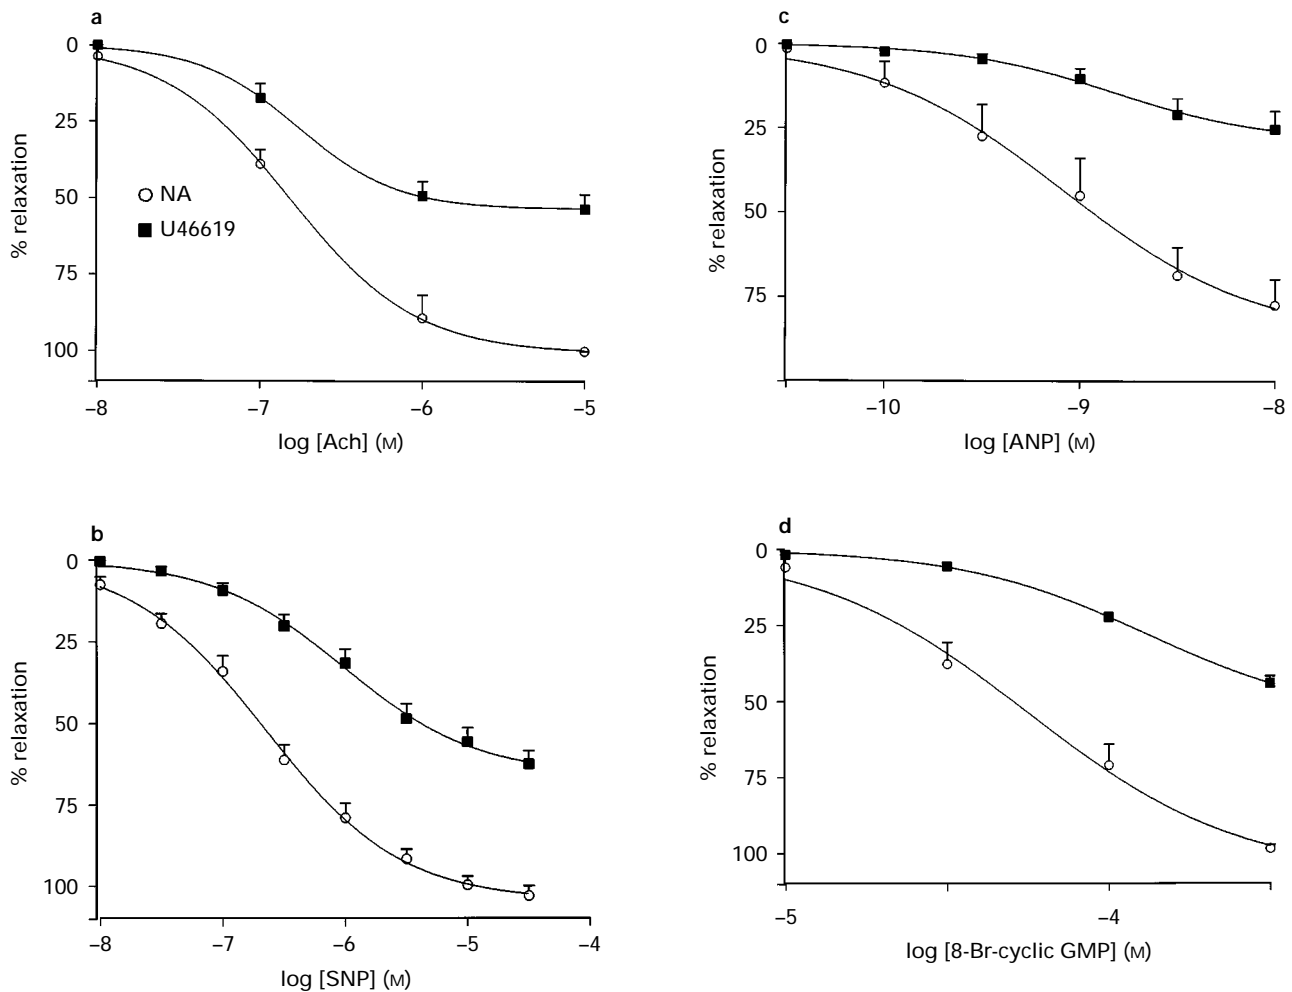 a
0
25
50
75
100
% relaxation
NA
U46619
–8
–7
–6
–5
log [Ach] (M)
c
0
25
50
75
% relaxation
–10
–9
–8
log [ANP] (M)
b
0
25
50
75
100
% relaxation
–8
–7
–6
–5
–4
log [SNP] (M)
d
0
25
50
75
100
% relaxation
–5
–4
log [8-Br-cyclic GMP] (M)